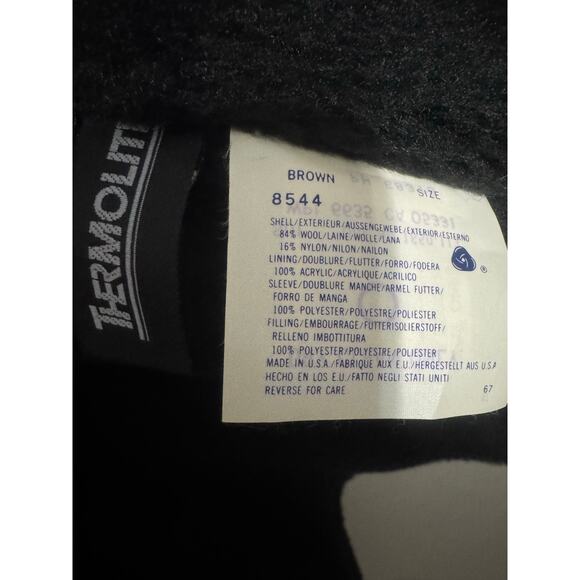 THERMOLITE
BROWN SIZE
8544
SHELL/EXTERIEUR/AUSSENGEWEBE/EXTERIOR/ESTERNO
84% WOOL/LAINE/WOLLE/LANA
16% NYLON/NILON/NAILON
LINING/DOUBLURE/FLUTTER/FORRO/FODERA
100% ACRYLIC/ACRYLIQUE/ACRILICO
SLEEVE/DOUBLURE MANCHE/ARMEL FUTTER/
FORRO DE MANGA
100% POLYESTER/POLYESTRE/POLIESTER
FILLING/EMBOURRAGE/FUTTERISOLIERSTOFF/
RELLENO IMBOTTITURA
100% POLYESTER/POLYESTRE/POLIESTER
MADE IN U.S.A./FABRIQUE AUX E.U./HERGESTELLT AUS U.S.A
HECHO EN LOS E.U./FATTO NEGLI STATI UNITI
REVERSE FOR CARE 67
®